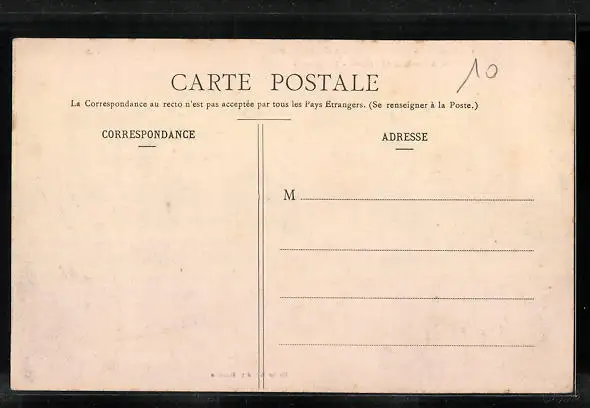 10
CARTE POSTALE
La Correspondance au recto n'est pas acceptée par tous les Pays Étrangers. (Se renseigner à la Poste.)
CORRESPONDANCE
ADRESSE
M